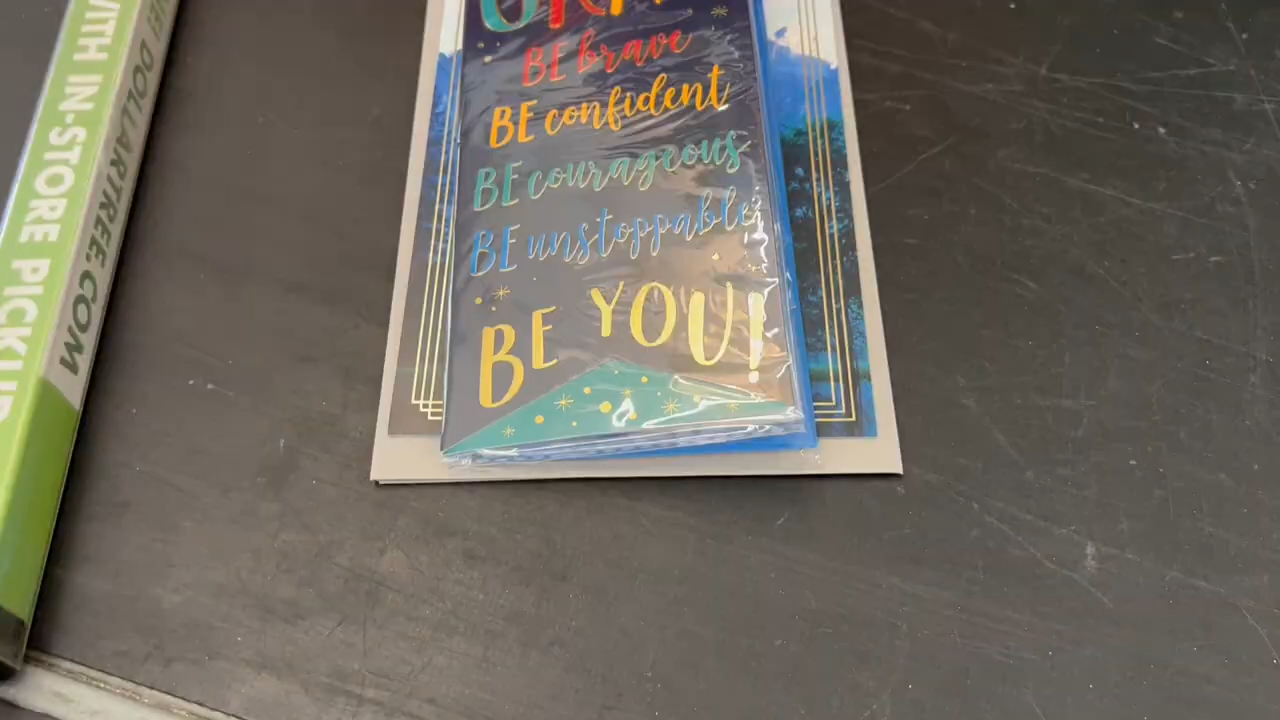 WITH IN-STORE PICKUP
DOLLARTREE.COM
BE brave
BE confident
BE courageous
BE unstoppable
BE YOU!